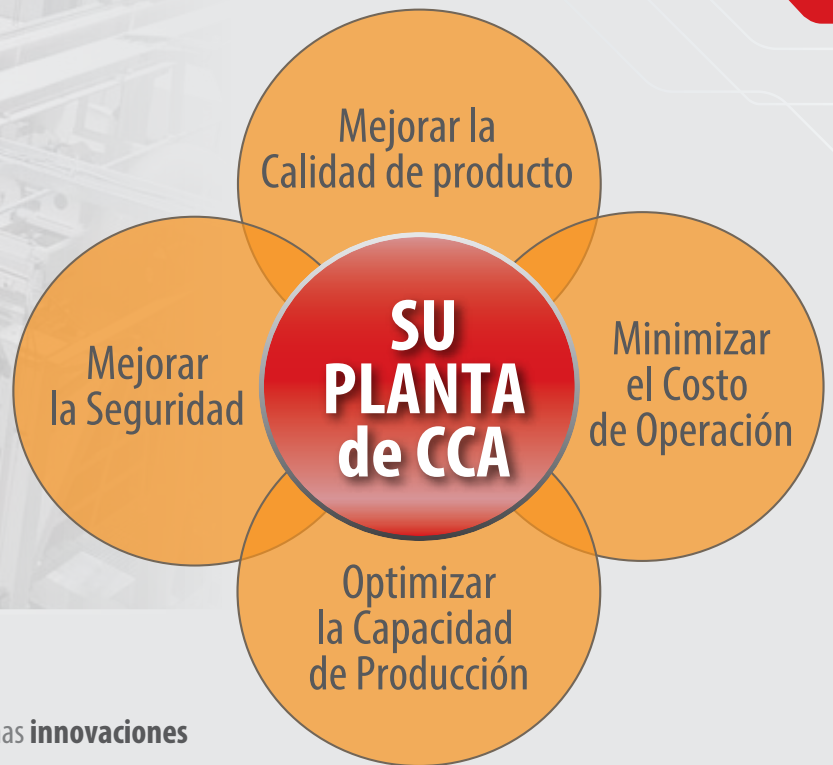 Mejorar la
Calidad de producto
Mejorar
la Seguridad
SU
PLANTA
de CCA
Minimizar
el Costo
de Operación
Optimizar
la Capacidad
de Producción
innovaciones